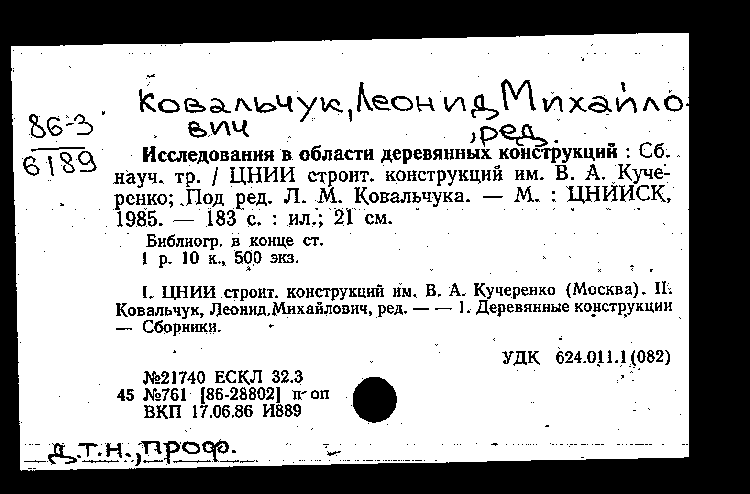 Ковальчук, Леонид Михайло-
вич
, ред.
86-3
6189
Исследования в области деревянных конструкций : Сб.
науч. тр. / ЦНИИ строит. конструкций им. В. А. Куче-
ренко; Под ред. Л. М. Ковальчука. — М. : ЦНИИСК,
1985. — 183 с. : ил.; 21 см.
Библиогр. в конце ст.
1 р. 10 к., 500 экз.
I. ЦНИИ строит. конструкций им. В. А. Кучеренко (Москва). II.
Ковальчук, Леонид Михайлович, ред. — — 1. Деревянные конструкции
— Сборники.
УДК 624.011.1(082)
№21740 ЕСКЛ 32.3
45 №761 [86-28802] п оп
ВКП 17.06.86 И889
д.т.н., проф.